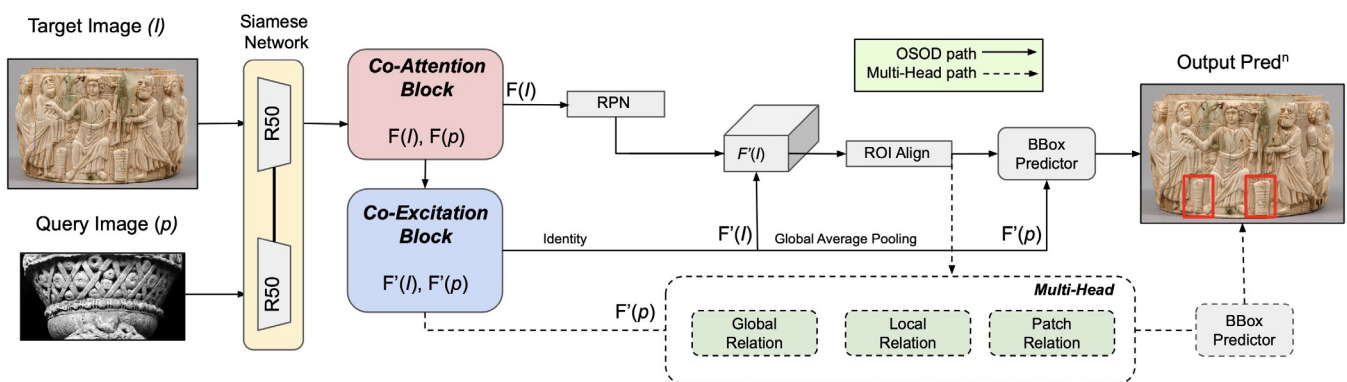 Target Image (I)
Query Image (p)
Siamese
Network
R50
R50
Co-Attention
Block
F(I), F(p)
Co-Excitation
Block
F'(I), F'(p)
F(I)
RPN
Identity
F'(I)
F'(I)
Global Average Pooling
ROI Align
OSOD path
Multi-Head path
BBox
Predictor
F'(p)
Output Predⁿ
F'(p)
Multi-Head
Global
Relation
Local
Relation
Patch
Relation
BBox
Predictor